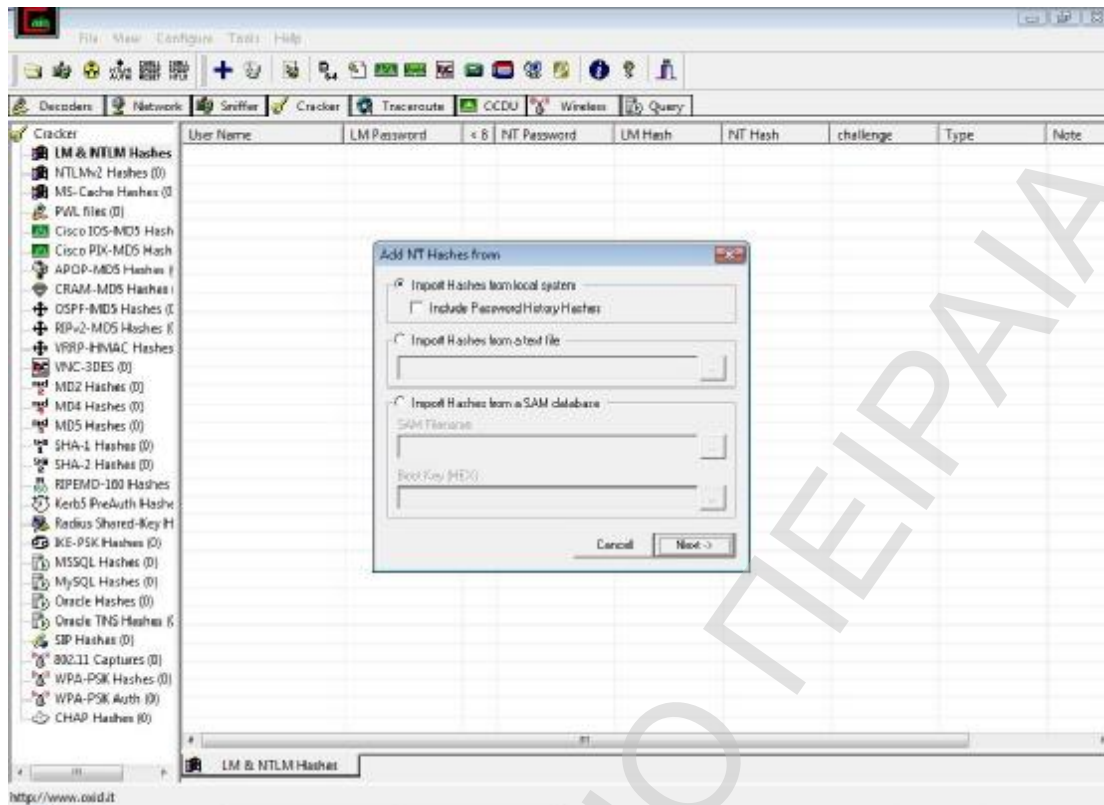 File View Configure Tools Help
Decoders Network Sniffer Cracker Traceroute CCDU Wireless Query
Cracker
LM & NTLM Hashes
NTLMv2 Hashes (0)
MS-Cache Hashes (0
PWL files (0)
Cisco IOS-MD5 Hash
Cisco PIX-MD5 Hash
APOP-MD5 Hashes (
CRAM-MD5 Hashes (
OSPF-MD5 Hashes (0
RIPv2-MD5 Hashes (0
VRRP-HMAC Hashes
VNC-3DES (0)
MD2 Hashes (0)
MD4 Hashes (0)
MD5 Hashes (0)
SHA-1 Hashes (0)
SHA-2 Hashes (0)
RIPEMD-160 Hashes
Kerb5 PreAuth Hashe
Radius Shared-Key H
IKE-PSK Hashes (0)
MSSQL Hashes (0)
MySQL Hashes (0)
Oracle Hashes (0)
Oracle TNS Hashes (0
SIP Hashes (0)
802.11 Captures (0)
WPA-PSK Hashes (0)
WPA-PSK Auth (0)
CHAP Hashes (0)
User Name LM Password < 8 NT Password LM Hash NT Hash challenge Type Note
Add NT Hashes from
Import Hashes from local system
Include Password History Hashes
Import Hashes from a text file
Import Hashes from a SAM database
SAM Filename
Boot Key (HEX)
Cancel Next ->
LM & NTLM Hashes
http://www.oxid.it
ΠΕΙΡΑΙΑ